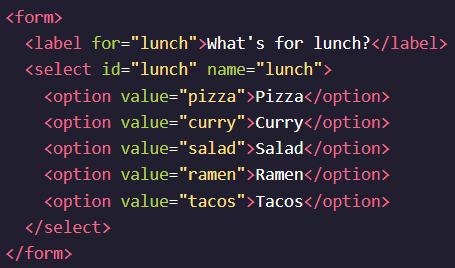 <form>
  <label for="lunch">What's for lunch?</label>
  <select id="lunch" name="lunch">
    <option value="pizza">Pizza</option>
    <option value="curry">Curry</option>
    <option value="salad">Salad</option>
    <option value="ramen">Ramen</option>
    <option value="tacos">Tacos</option>
  </select>
</form>